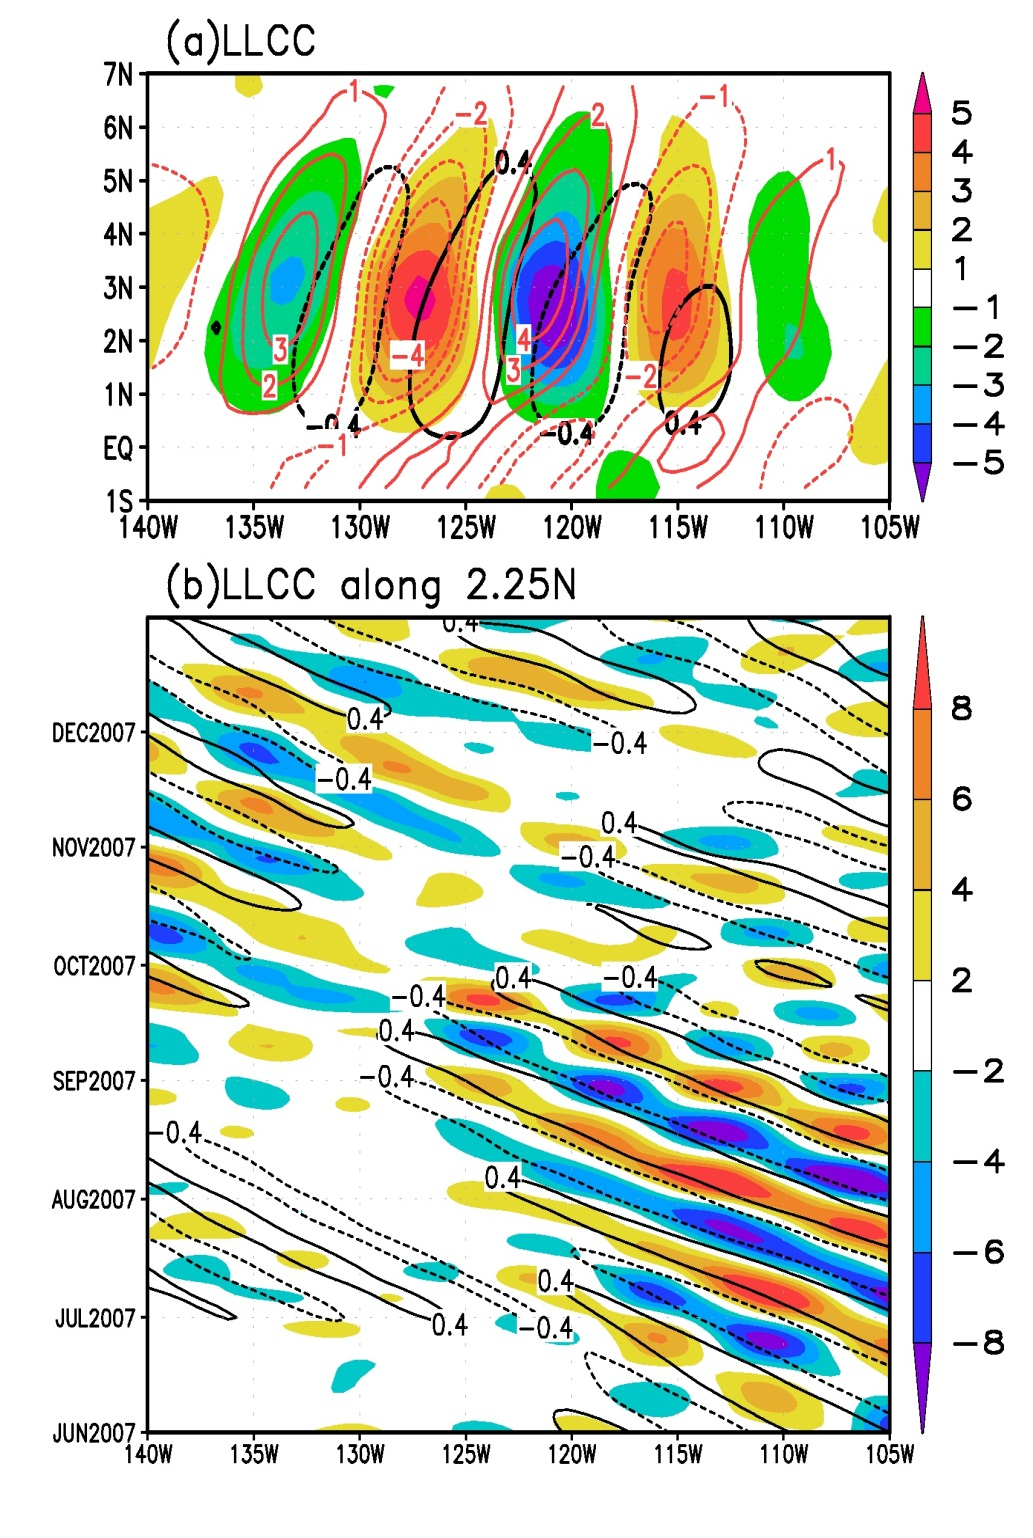 (a)LLCC
7N
6N
5N
4N
3N
2N
1N
EQ
1S
140W 135W 130W 125W 120W 115W 110W 105W
1
-2
2
-1
1
0.4
3
2
-4
4
3
-2
-0.4
-1
-0.4
0.4
5
4
3
2
1
-1
-2
-3
-4
-5
(b)LLCC along 2.25N
DEC2007
NOV2007
OCT2007
SEP2007
AUG2007
JUL2007
JUN2007
140W 135W 130W 125W 120W 115W 110W 105W
0.4
0.4
-0.4
-0.4
0.4
-0.4
0.4
-0.4
-0.4
0.4
-0.4
-0.4
0.4
0.4
0.4
-0.4
8
6
4
2
-2
-4
-6
-8